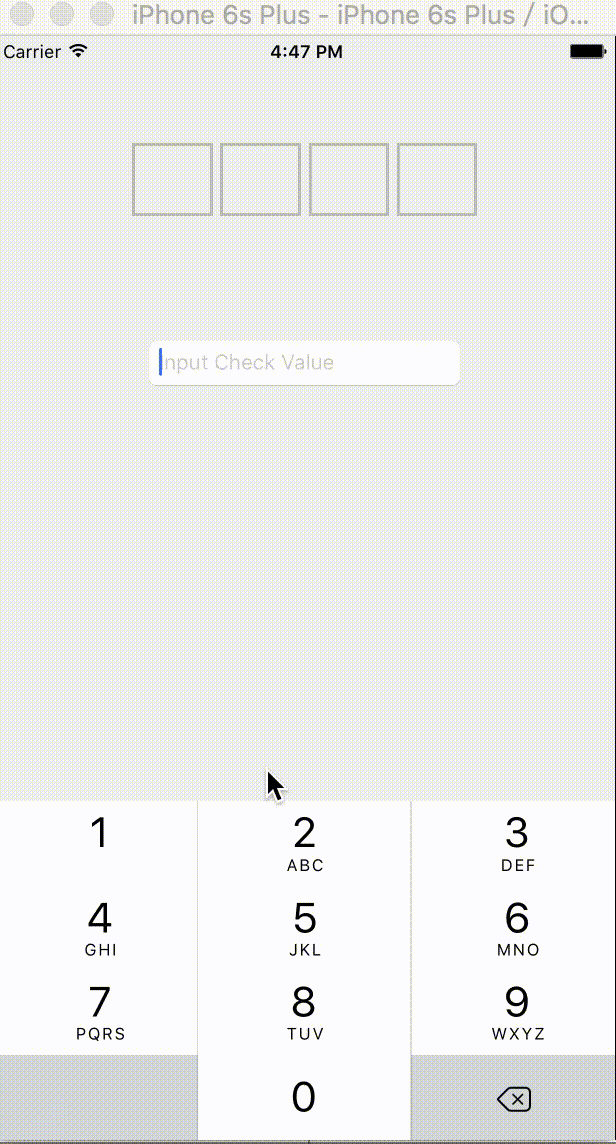 iPhone 6s Plus - iPhone 6s Plus / iO...
Carrier 4:47 PM
Input Check Value
1 2 3
ABC DEF
4 5 6
GHI JKL MNO
7 8 9
PQRS TUV WXYZ
0